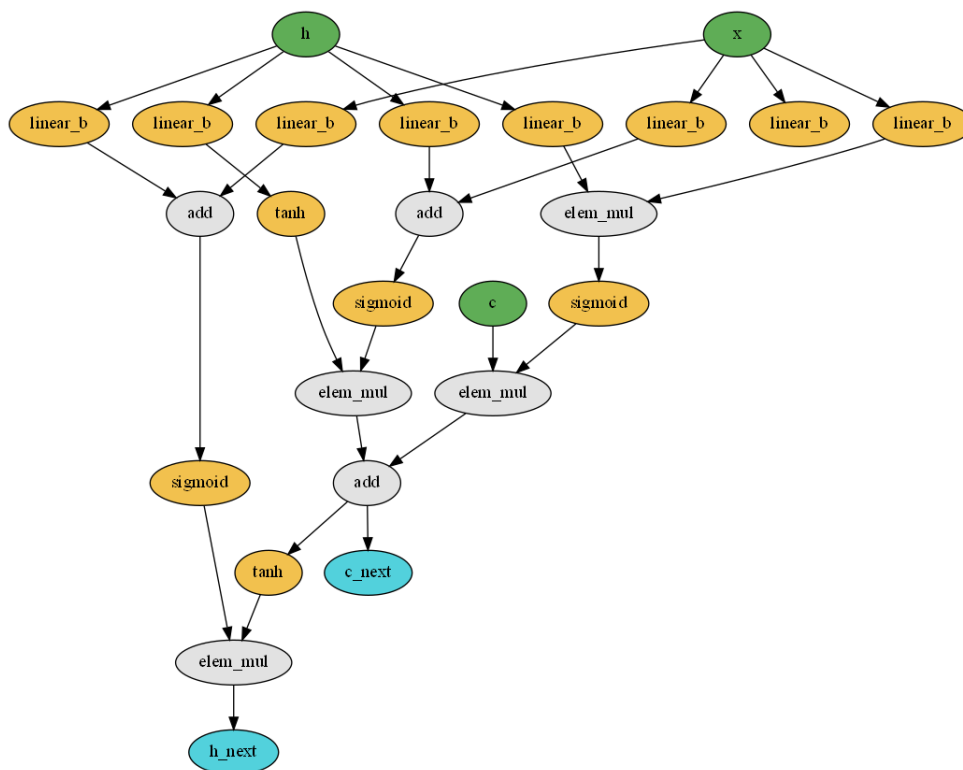 h
x
linear_b
linear_b
linear_b
linear_b
linear_b
linear_b
linear_b
linear_b
add
tanh
add
elem_mul
sigmoid
c
sigmoid
elem_mul
elem_mul
sigmoid
add
tanh
c_next
elem_mul
h_next